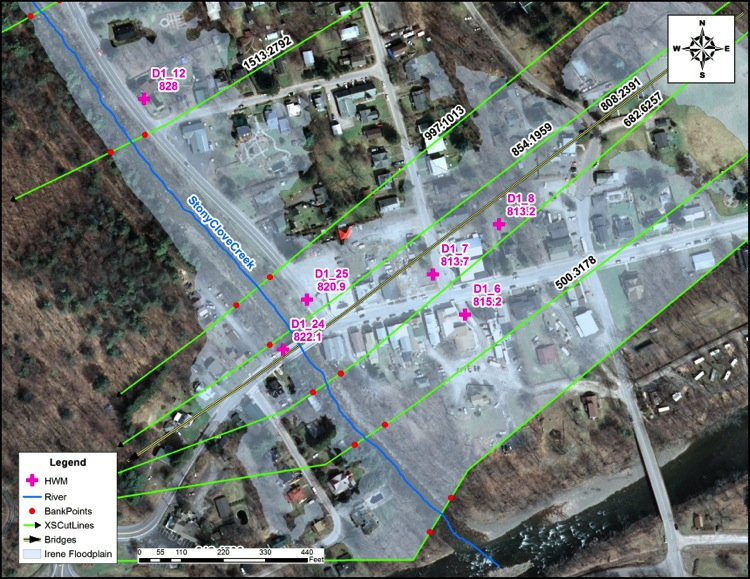 N
W E
S
D1_12
828
1513.2792
997.1013
854.1959
808.2391
682.6257
StonyCloveCreek
D1_8
813.2
D1_7
813.7
D1_25
820.9
D1_6
815.2
500.3178
D1_24
822.1
Legend
HWM
River
BankPoints
XSCutLines
Bridges
Irene Floodplain
0 55 110 220 330 440
Feet